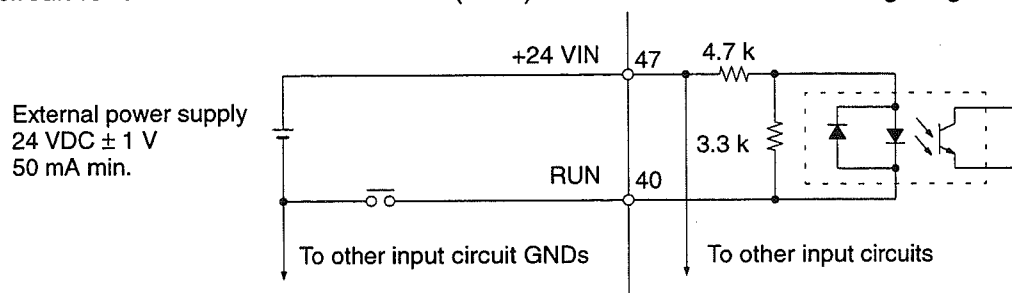 +24 VIN
47
4.7 k
External power supply
24 VDC ± 1 V
50 mA min.
3.3 k
RUN
40
To other input circuit GNDs
To other input circuits